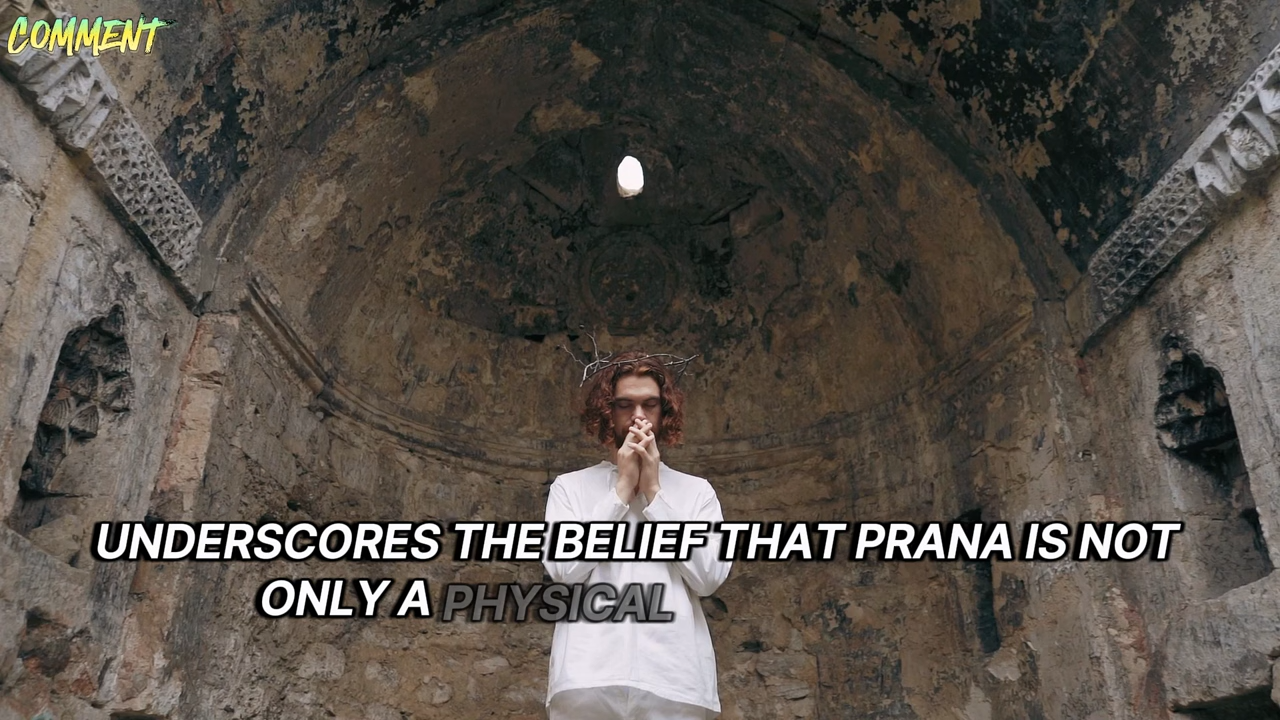 COMMENT
UNDERSCORES THE BELIEF THAT PRANA IS NOT
ONLY A PHYSICAL